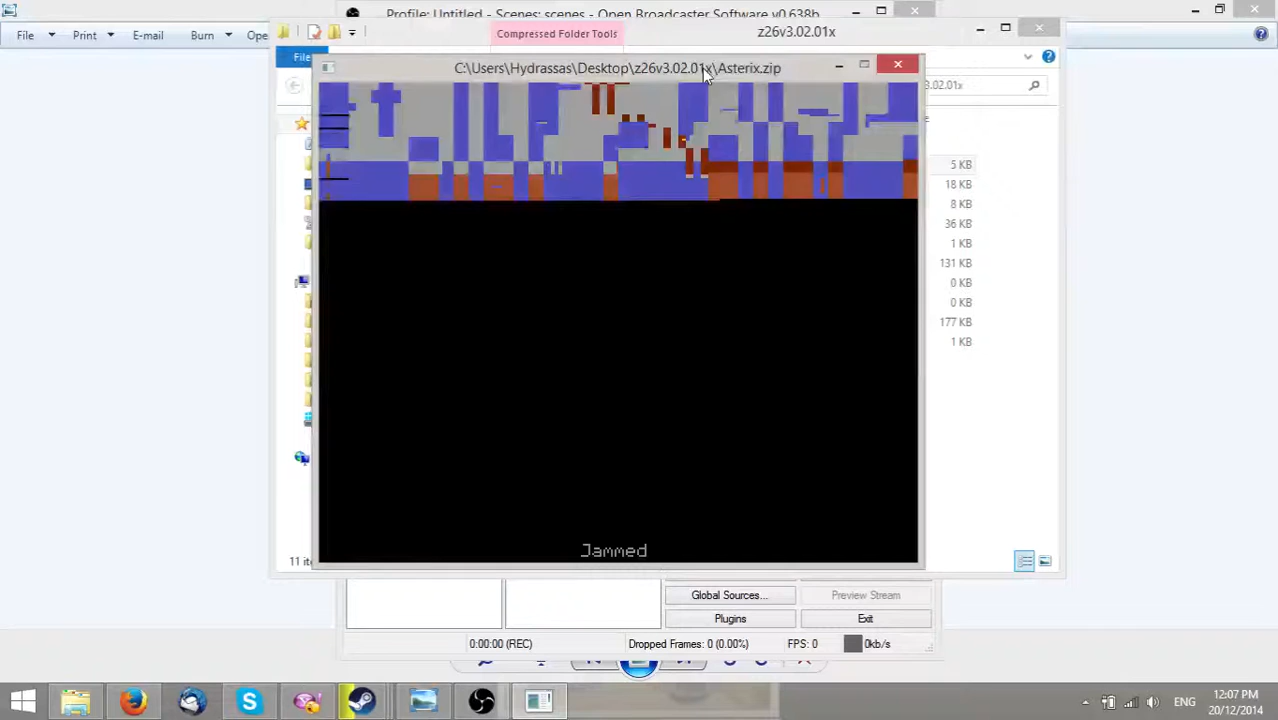 Profile: Untitled - Scenes: scenes - Open Broadcaster Software v0.638b
File Print E-mail Burn
Compressed Folder Tools
z26v3.02.01x
File
C:\Users\Hydrasas\Desktop\z26v3.02.01x\Asterix.zip
5 KB
18 KB
8 KB
36 KB
1 KB
131 KB
0 KB
0 KB
177 KB
1 KB
Jammed
Global Sources...
Preview Stream
Plugins
Exit
0:00:00 (REC)
Dropped Frames: 0 (0.00%)
FPS: 0
0kb/s
ENG
12:07 PM
20/12/2014